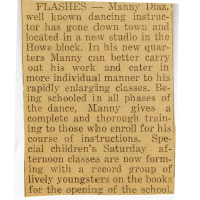 FLASHES — Manny Diaz,
well known dancing instruc-
tor has gone down town and
located in a new studio in the
Howe block. In his new quar-
ters Manny can better carry
out his work and cater in
more individual manner to his
rapidly enlarging classes. Be-
ing schooled in all phases of
the dance, Manny gives a
complete and thorough train-
ing to those who enroll for his
course of instructions. Spe-
cial children's Saturday af-
ternoon classes are now form-
ing with a record group of
lively youngsters on the books
for the opening of the school.